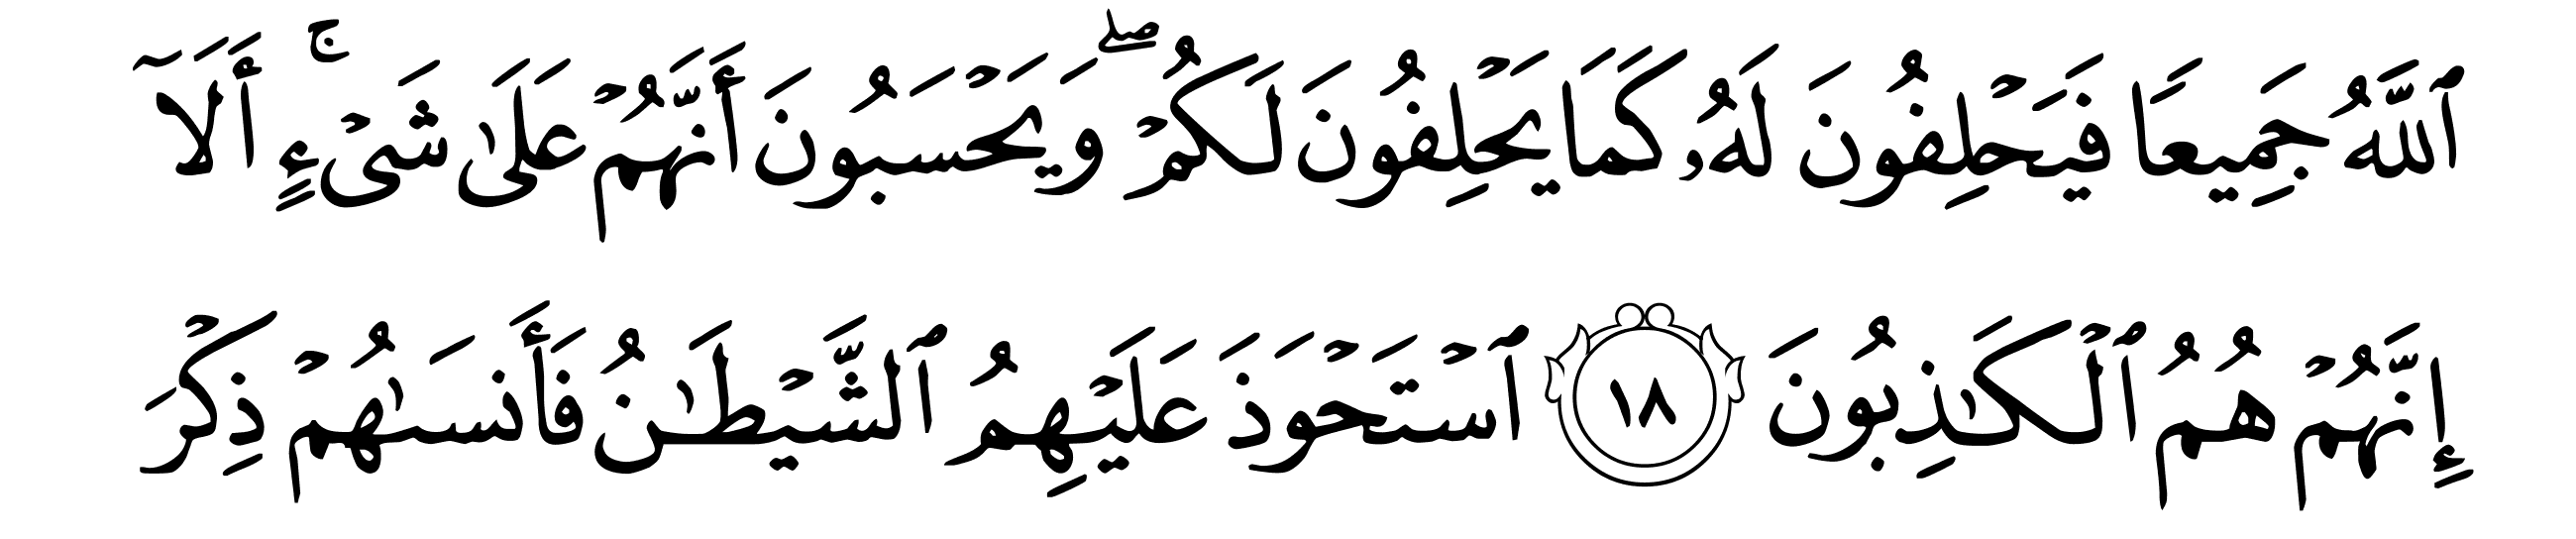 ٱللَّهُ جَمِيعًا فَيَحْلِفُونَ لَهُۥ كَمَا يَحْلِفُونَ لَكُمْ ۖ وَيَحْسَبُونَ أَنَّهُمْ عَلَىٰ شَىْءٍ ۚ أَلَآ
إِنَّهُمْ هُمُ ٱلْكَـٰذِبُونَ ١٨ ٱسْتَحْوَذَ عَلَيْهِمُ ٱلشَّيْطَـٰنُ فَأَنسَىٰهُمْ ذِكْرَ